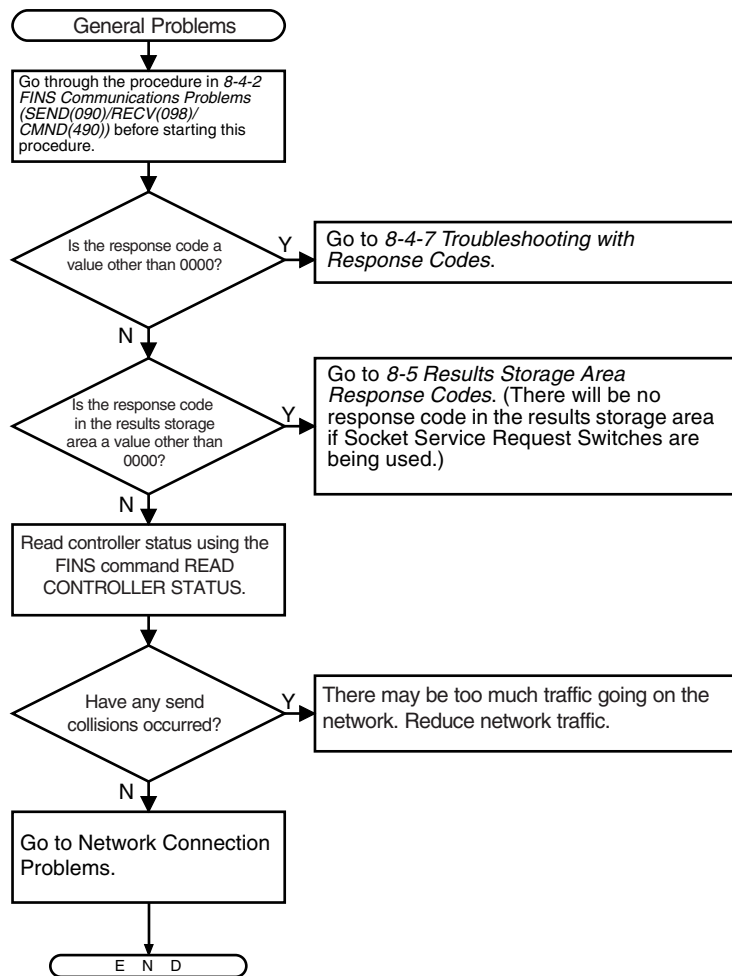 General Problems
Go through the procedure in 8-4-2
FINS Communications Problems
(SEND(090)/RECV(098)/
CMND(490)) before starting this
procedure.
Is the response code a
value other than 0000?
Y
Go to 8-4-7 Troubleshooting with
Response Codes.
N
Is the response code
in the results storage
area a value other than
0000?
Y
Go to 8-5 Results Storage Area
Response Codes. (There will be no
response code in the results storage area
if Socket Service Request Switches are
being used.)
N
Read controller status using the
FINS command READ
CONTROLLER STATUS.
Have any send
collisions occurred?
Y
There may be too much traffic going on the
network. Reduce network traffic.
N
Go to Network Connection
Problems.
E N D